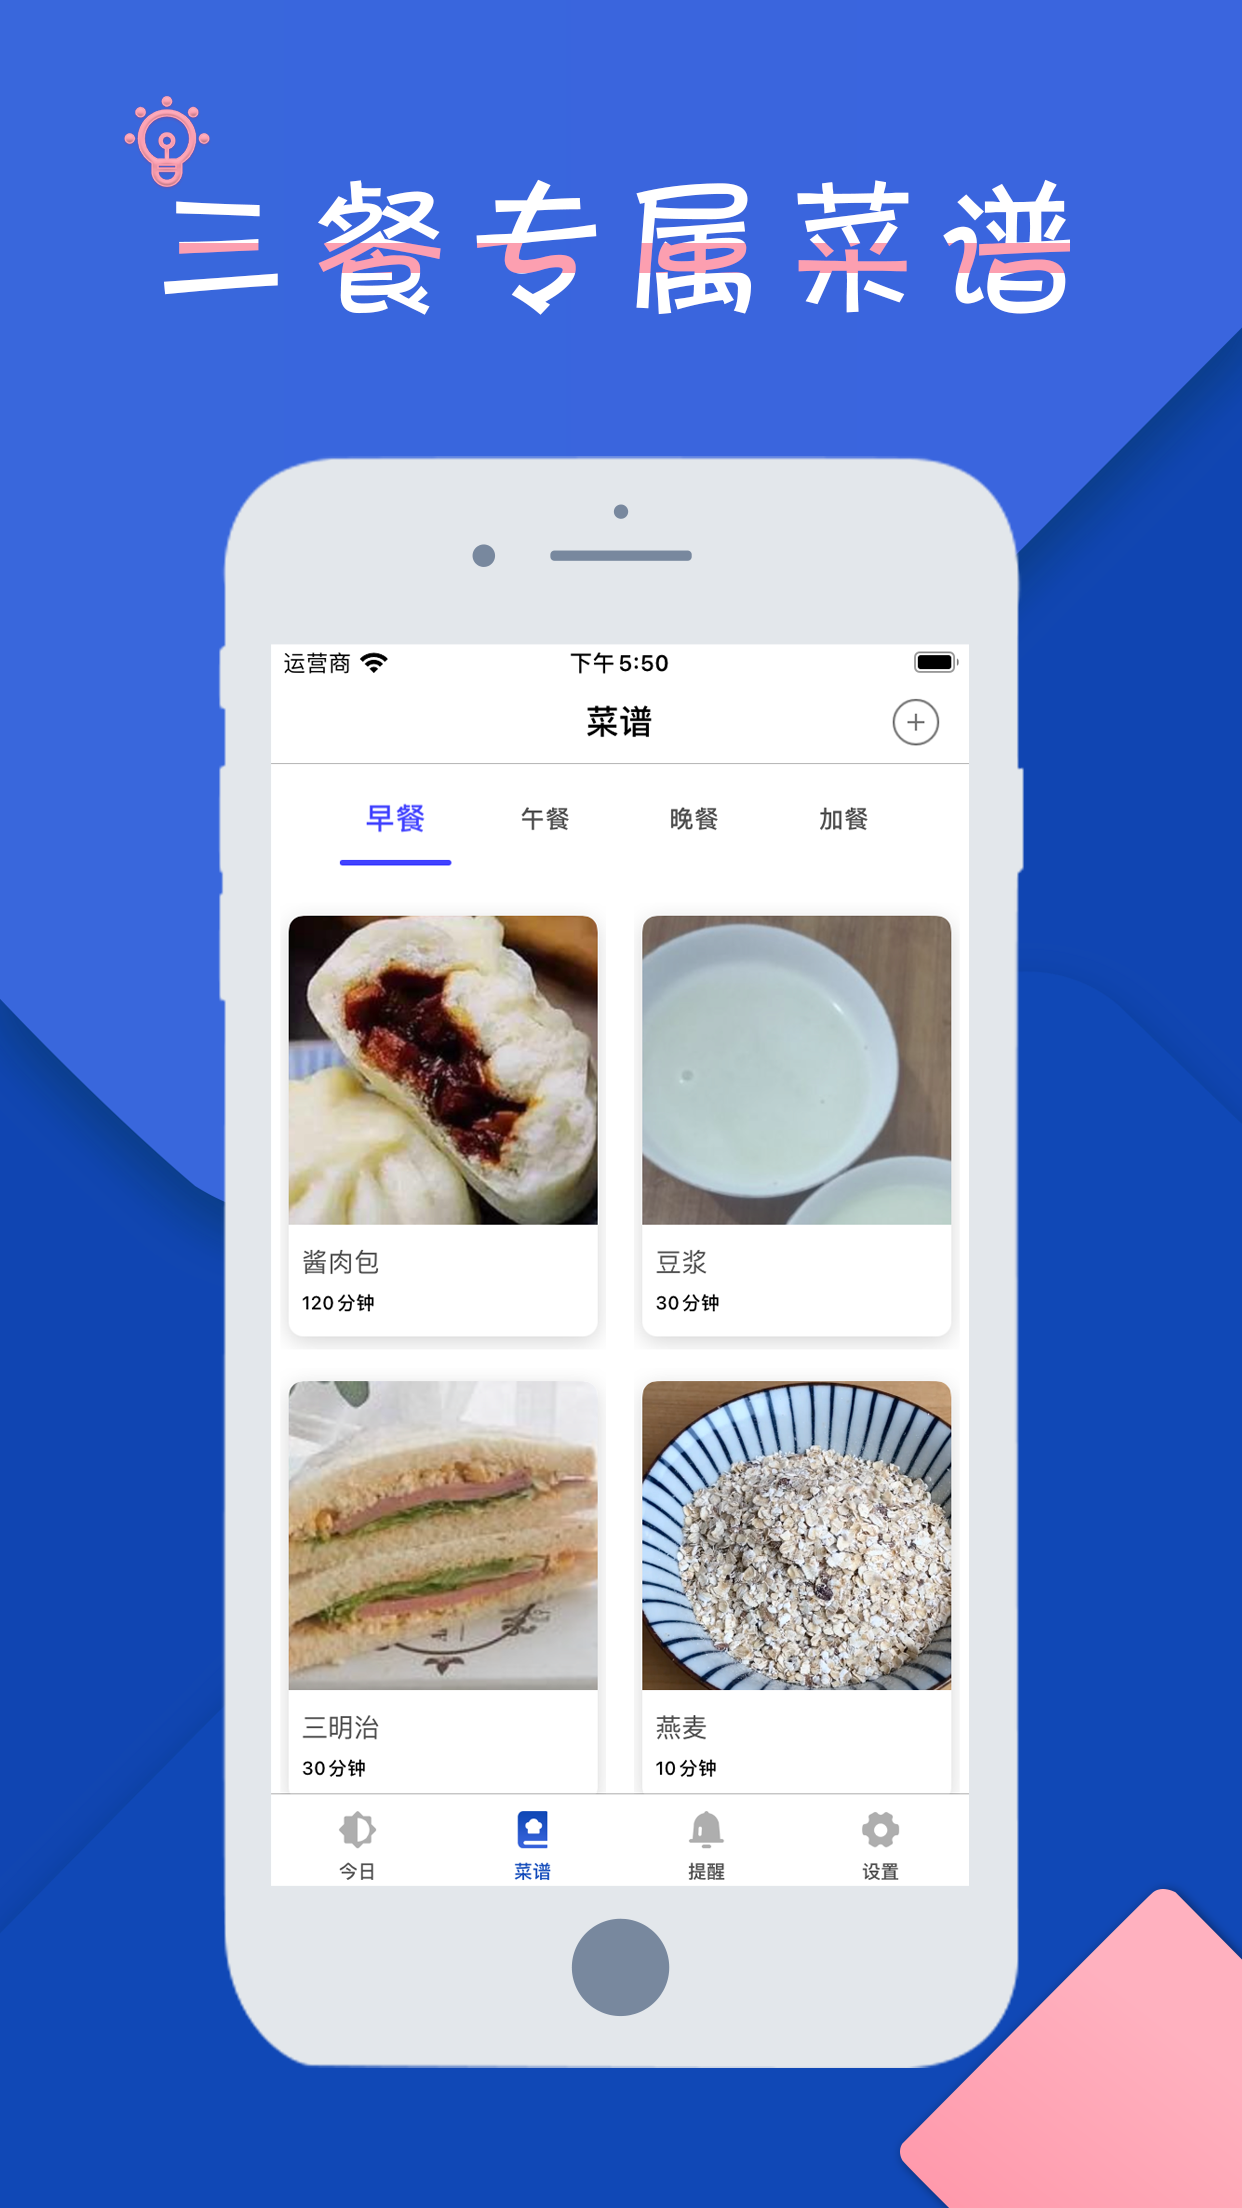 三餐专属菜谱
运营商 下午5:50
菜谱
早餐 午餐 晚餐 加餐
酱肉包 豆浆
120分钟 30分钟
三明治 燕麦
30分钟 10分钟
今日 菜谱 提醒 设置